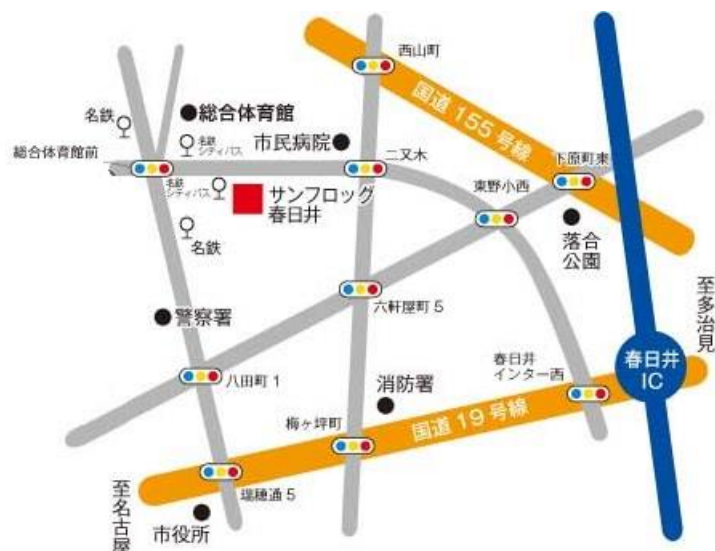 西山町
国道155号線
名鉄
総合体育館
名鉄
シティバス
市民病院
二又木
下原町東
総合体育館前
名鉄
シティバス
サンフロッグ
春日井
東野小西
落合
公園
名鉄
至多治見
六軒屋町 5
警察署
春日井
インター西
春日井
IC
八田町 1
消防署
梅ヶ坪町
国道19号線
至名古屋
瑞穂通 5
市役所